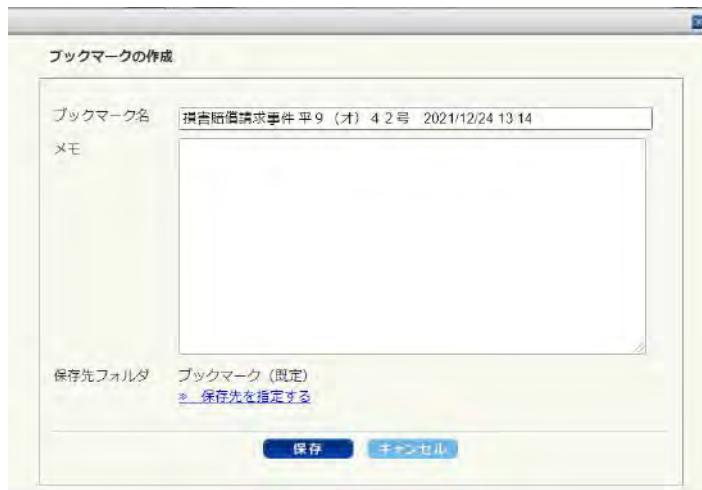 ブックマークの作成
ブックマーク名 損害賠償請求事件 平9（オ）42号 2021/12/24 13:14
メモ
保存先フォルダ ブックマーク（既定）
» 保存先を指定する
保存 キャンセル